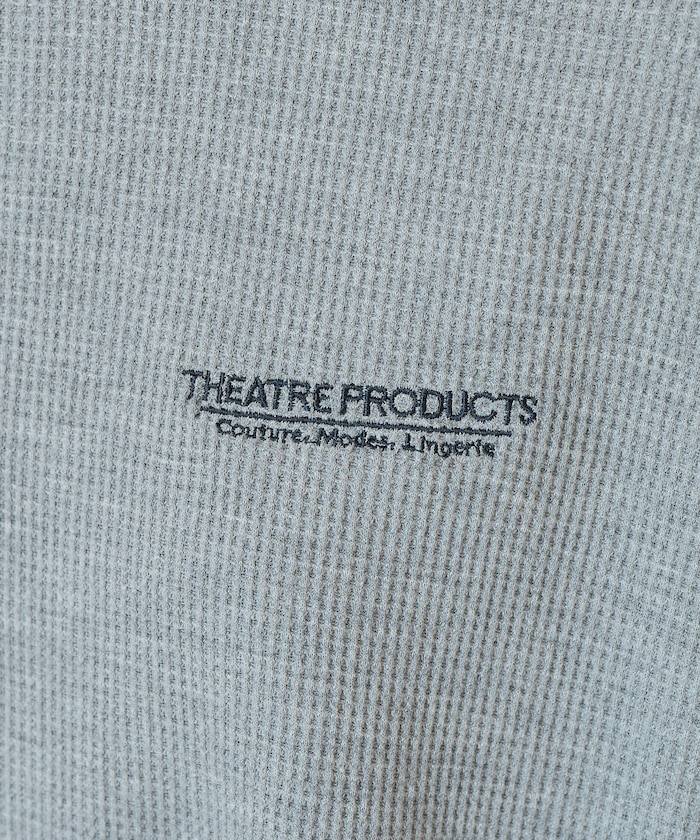 THEATRE PRODUCTS
Couture. Modes. Lingerie